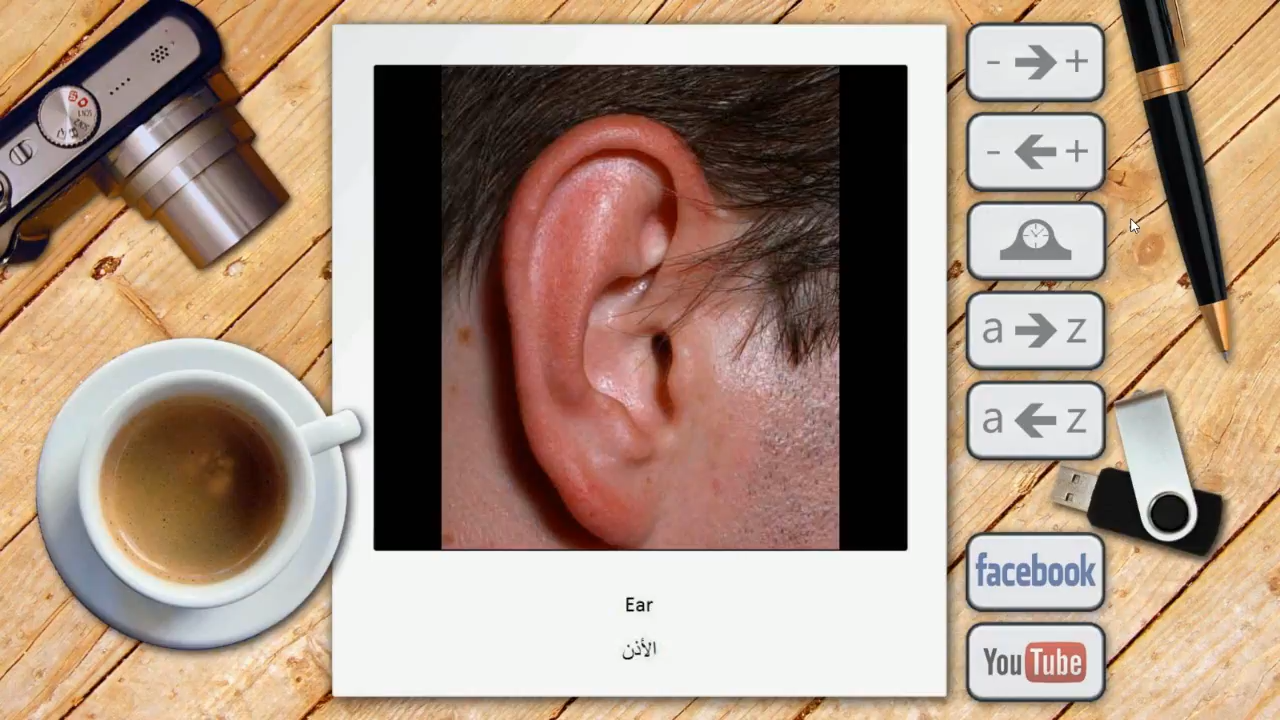 Ear
الأذن
- +
- +
a z
a z
facebook
YouTube